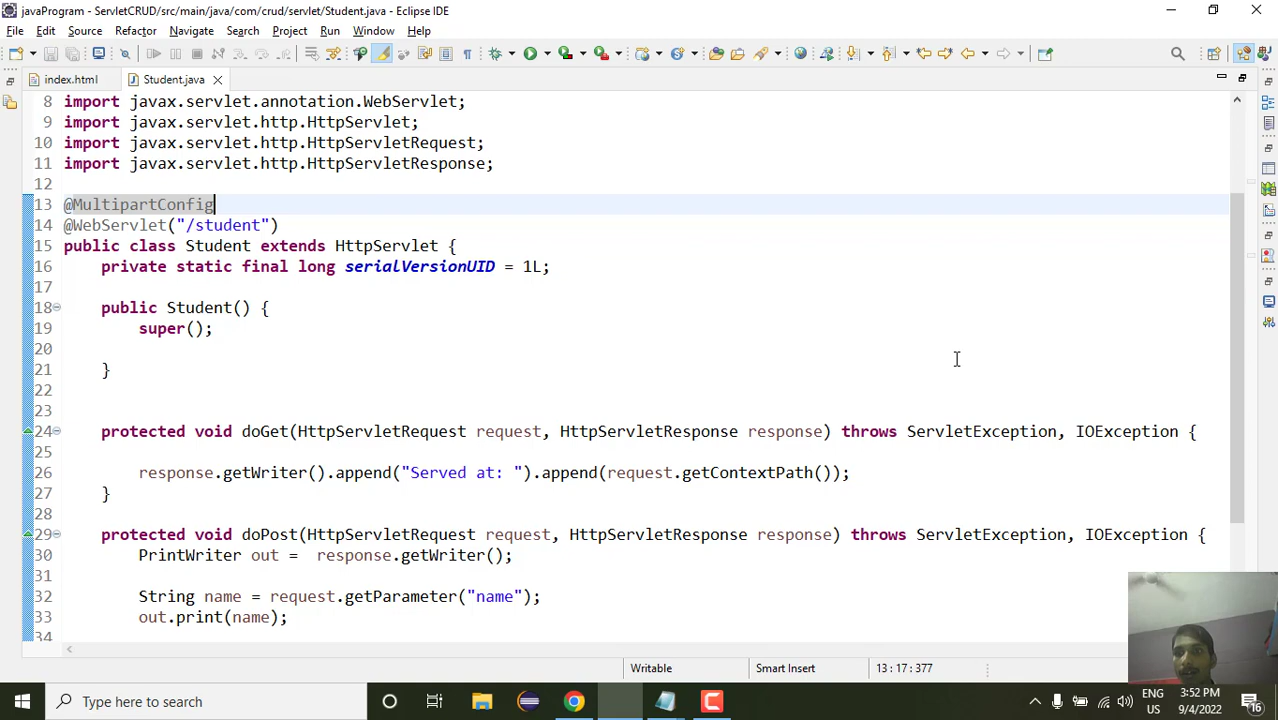 javaProgram - ServletCRUD/src/main/java/com/crud/servlet/Student.java - Eclipse IDE
File Edit Source Refactor Navigate Search Project Run Window Help
index.html Student.java
8 import javax.servlet.annotation.WebServlet;
9 import javax.servlet.http.HttpServlet;
10 import javax.servlet.http.HttpServletRequest;
11 import javax.servlet.http.HttpServletResponse;
12
13 @MultipartConfig
14 @WebServlet("/student")
15 public class Student extends HttpServlet {
16 private static final long serialVersionUID = 1L;
17
18 public Student() {
19 super();
20
21 }
22
23
24 protected void doGet(HttpServletRequest request, HttpServletResponse response) throws ServletException, IOException {
25
26 response.getWriter().append("Served at: ").append(request.getContextPath());
27 }
28
29 protected void doPost(HttpServletRequest request, HttpServletResponse response) throws ServletException, IOException {
30 PrintWriter out = response.getWriter();
31
32 String name = request.getParameter("name");
33 out.print(name);
34
Writable Smart Insert 13 : 17 : 377
Type here to search
ENG 3:52 PM
US 9/4/2022 16